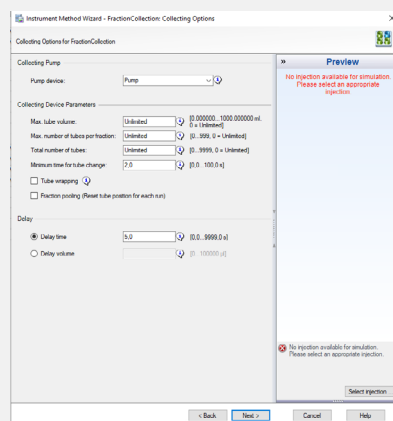 Instrument Method Wizard - FractionCollection: Collecting Options
Collecting Options for FractionCollection
Collecting Pump
Pump device: Pump
Collecting Device Parameters
Max. tube volume: Unlimited [0.000000...1000.000000 ml.
0 = Unlimited]
Max. number of tubes per fraction: Unlimited [0...999, 0 = Unlimited]
Total number of tubes: Unlimited [0...9999, 0 = Unlimited]
Minimum time for tube change: 2,0 [0,0...100,0 s]
Tube wrapping
Fraction pooling (Reset tube position for each run)
Delay
Delay time 5,0 [0,0...9999,0 s]
Delay volume [0...100000 µl]
» Preview
No injection available for simulation.
Please select an appropriate
injection.
No injection available for simulation.
Please select an appropriate injection.
Select injection
< Back Next > Cancel Help